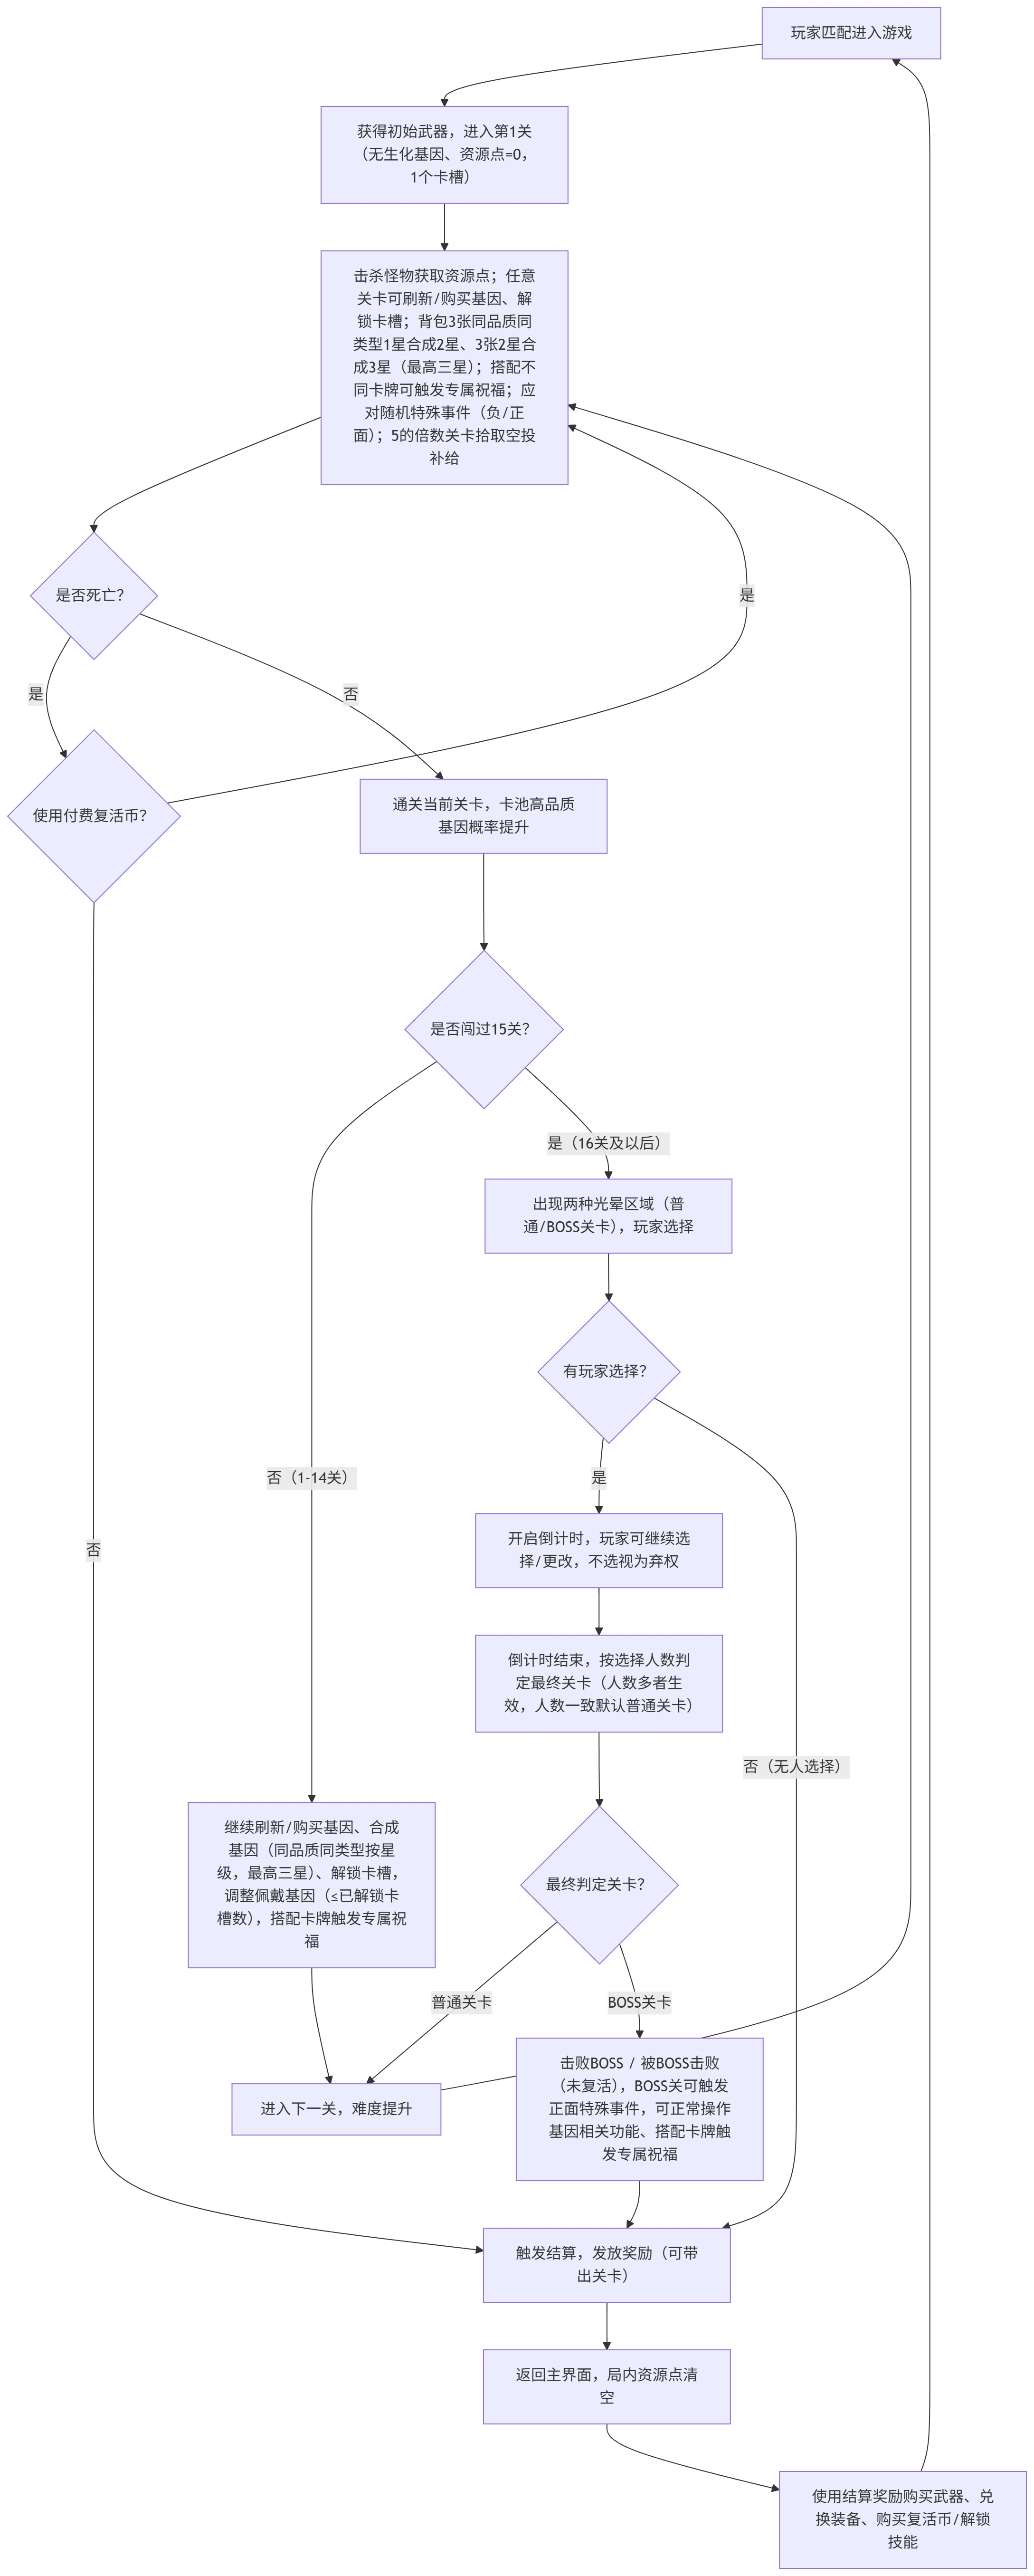 玩家匹配进入游戏
获得初始武器，进入第1关
（无生化基因、资源点=0，
1个卡槽）
击杀怪物获取资源点；任意
关卡可刷新/购买基因、解
锁卡槽；背包3张同品质同
类型1星合成2星、3张2星合
成3星（最高三星）；搭配不
同卡牌可触发专属祝福；应
对随机特殊事件（负/正
面）；5的倍数关卡拾取空投
补给
是否死亡？
是
是
否
使用付费复活币？
通关当前关卡，卡池高品质
基因概率提升
是否闯过15关？
是（16关及以后）
出现两种光晕区域（普
通/BOSS关卡），玩家选择
有玩家选择？
否（1-14关）
是
开启倒计时，玩家可继续选
择/更改，不选视为弃权
否
倒计时结束，按选择人数判
定最终关卡（人数多者生
效，人数一致默认普通关卡）
否（无人选择）
继续刷新/购买基因、合成
基因（同品质同类型按星
级，最高三星）、解锁卡槽，
调整佩戴基因（≤已解锁卡
槽数），搭配卡牌触发专属祝
福
最终判定关卡？
普通关卡
BOSS关卡
进入下一关，难度提升
击败BOSS / 被BOSS击败
（未复活），BOSS关可触发
正面特殊事件，可正常操作
基因相关功能、搭配卡牌触
发专属祝福
触发结算，发放奖励（可带
出关卡）
返回主界面，局内资源点清
空
使用结算奖励购买武器、兑
换装备、购买复活币/解锁
技能